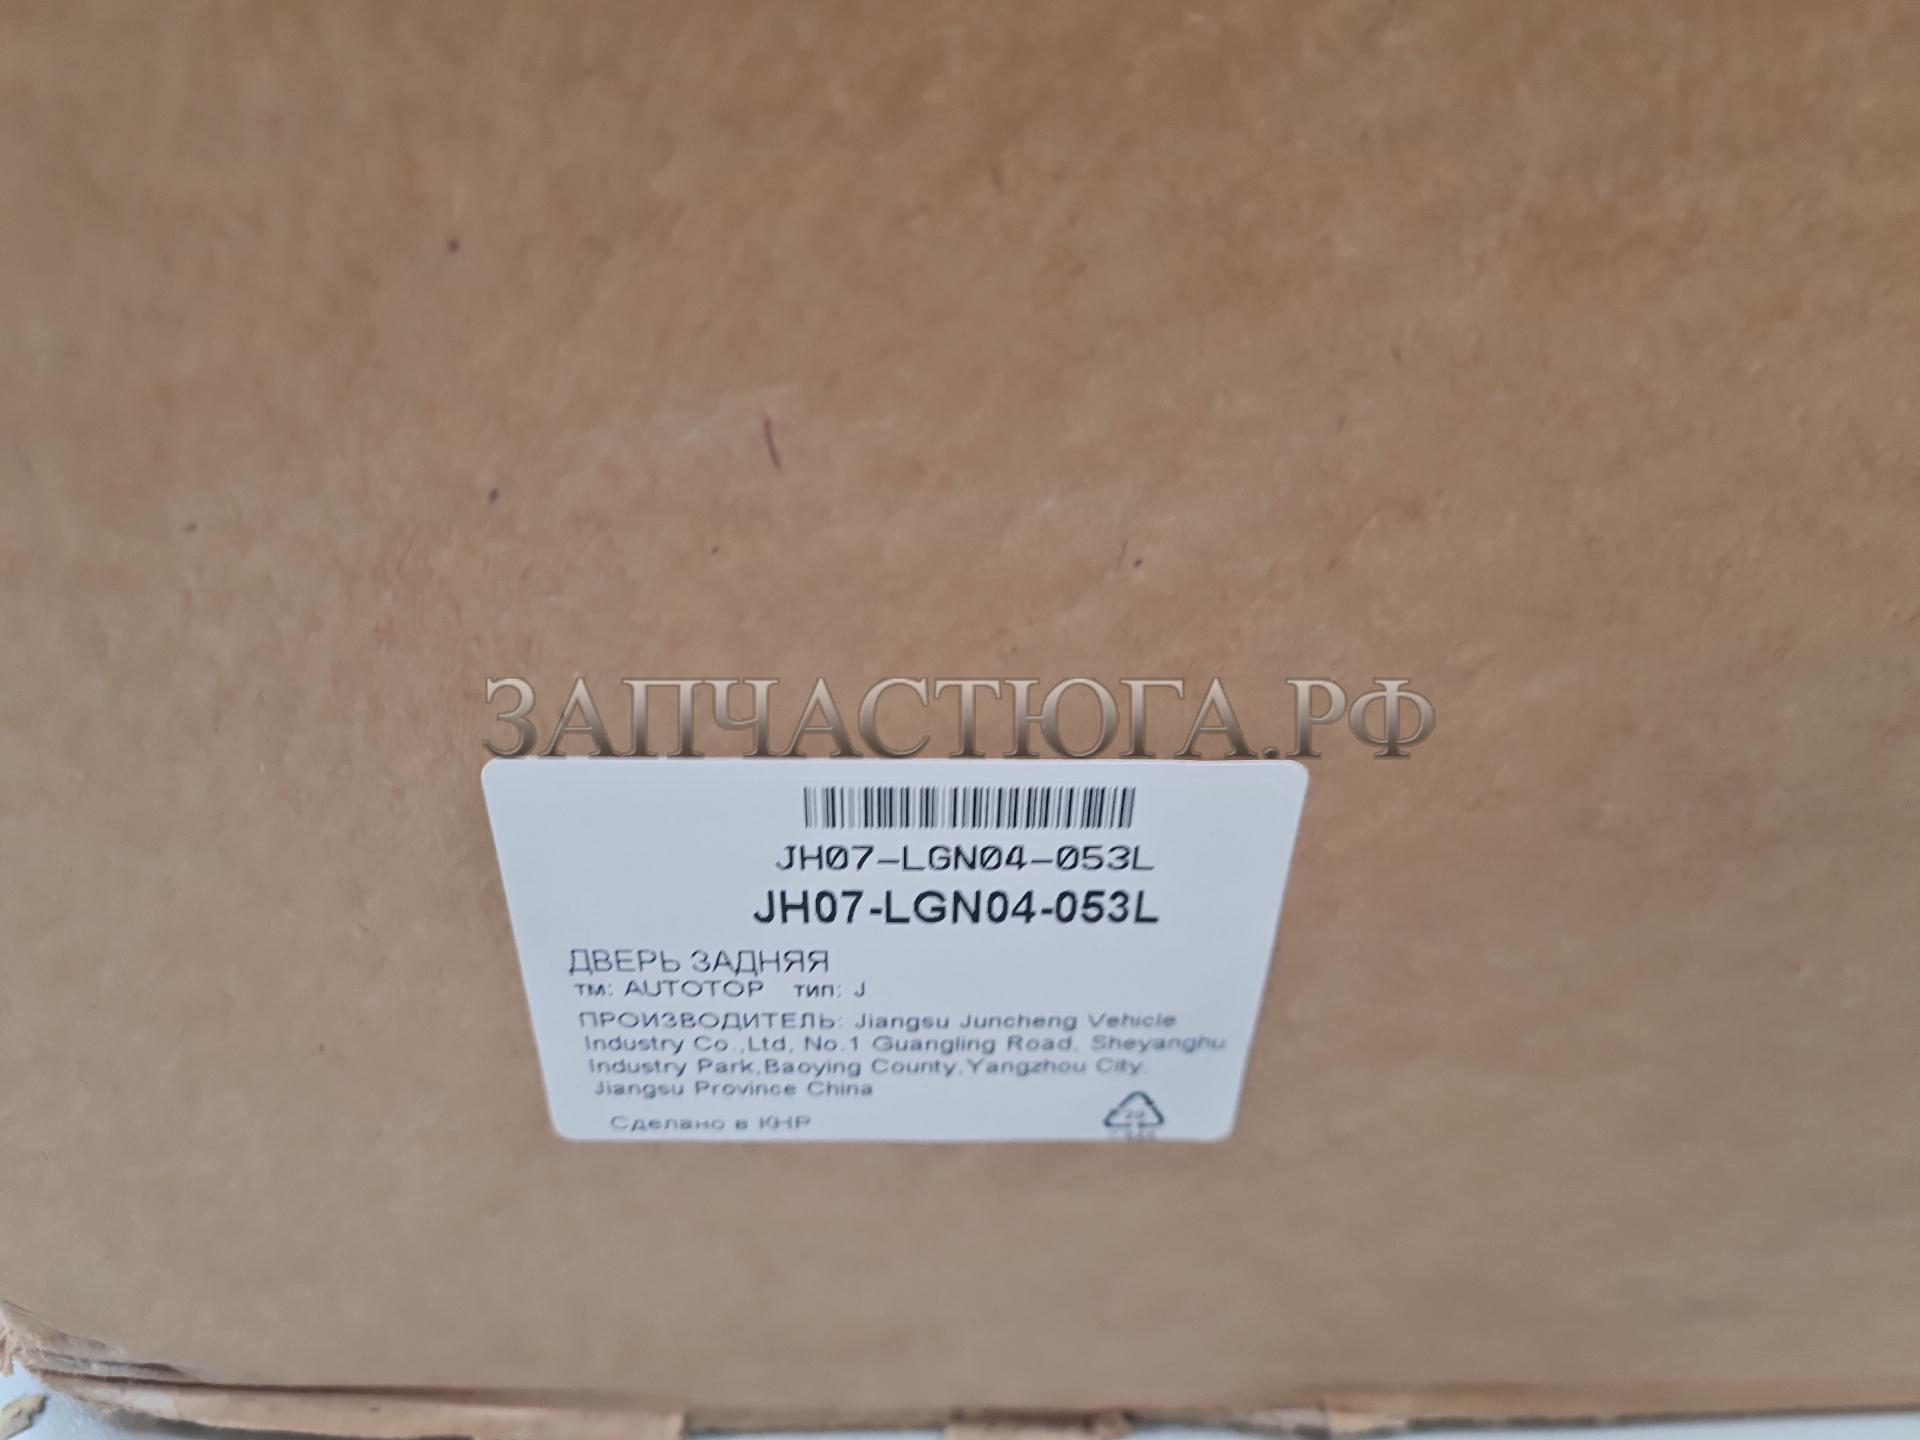 ЗАПЧАСТЮГА.РФ
JH07-LGN04-053L
JH07-LGN04-053L
ДВЕРЬ ЗАДНЯЯ
тм: AUTOTOP тип: J
ПРОИЗВОДИТЕЛЬ: Jiangsu Juncheng Vehicle
Industry Co.,Ltd, No.1 Guangling Road, Sheyanghu
Industry Park,Baoying County,Yangzhou City,
Jiangsu Province China
Сделано в КНР
20